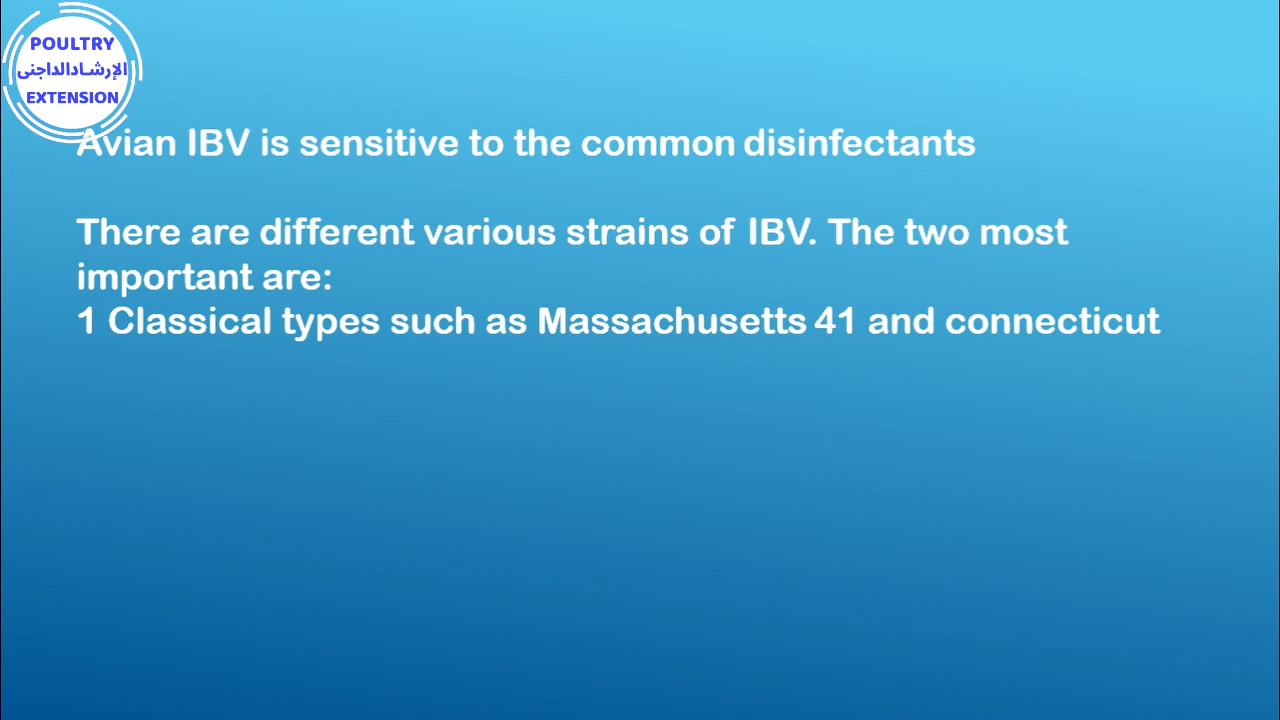 POULTRY
الإرشادالداجنى
EXTENSION
Avian IBV is sensitive to the common disinfectants
There are different various strains of IBV. The two most
important are:
1 Classical types such as Massachusetts 41 and connecticut